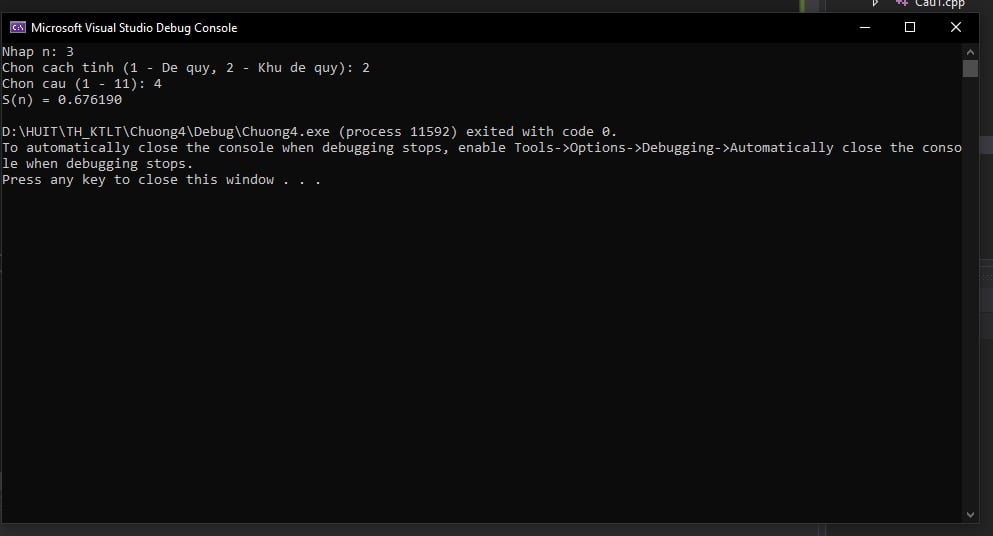 Cau1.cpp
Microsoft Visual Studio Debug Console
Nhap n: 3
Chon cach tinh (1 - De quy, 2 - Khu de quy): 2
Chon cau (1 - 11): 4
S(n) = 0.676190
D:\HUIT\TH_KTLT\Chuong4\Debug\Chuong4.exe (process 11592) exited with code 0.
To automatically close the console when debugging stops, enable Tools->Options->Debugging->Automatically close the conso
le when debugging stops.
Press any key to close this window . . .